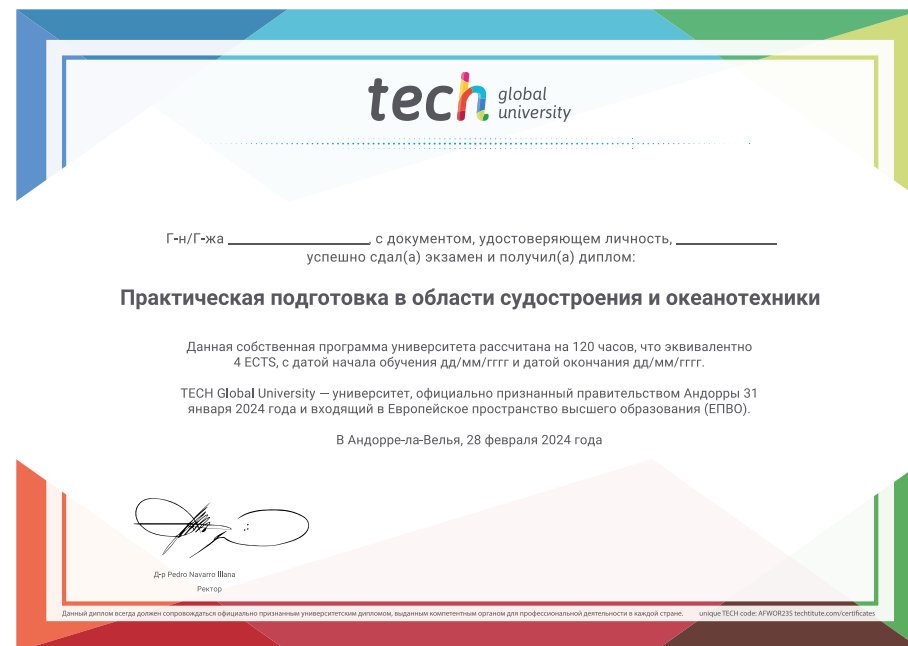 tech global university
Г-н/Г-жа ____________________, с документом, удостоверяющем личность, ______________
успешно сдал(а) экзамен и получил(а) диплом:
Практическая подготовка в области судостроения и океанотехники
Данная собственная программа университета рассчитана на 120 часов, что эквивалентно
4 ECTS, с датой начала обучения дд/мм/гггг и датой окончания дд/мм/гггг.
TECH Global University — университет, официально признанный правительством Андорры 31
января 2024 года и входящий в Европейское пространство высшего образования (ЕПВО).
В Андорре-ла-Велья, 28 февраля 2024 года
Д-р Pedro Navarro Illana
Ректор
Данный диплом всегда должен сопровождаться официально признанным университетским дипломом, выданным компетентным органом для профессиональной деятельности в каждой стране. unique TECH code: AFWOR23S techtitute.com/certificates